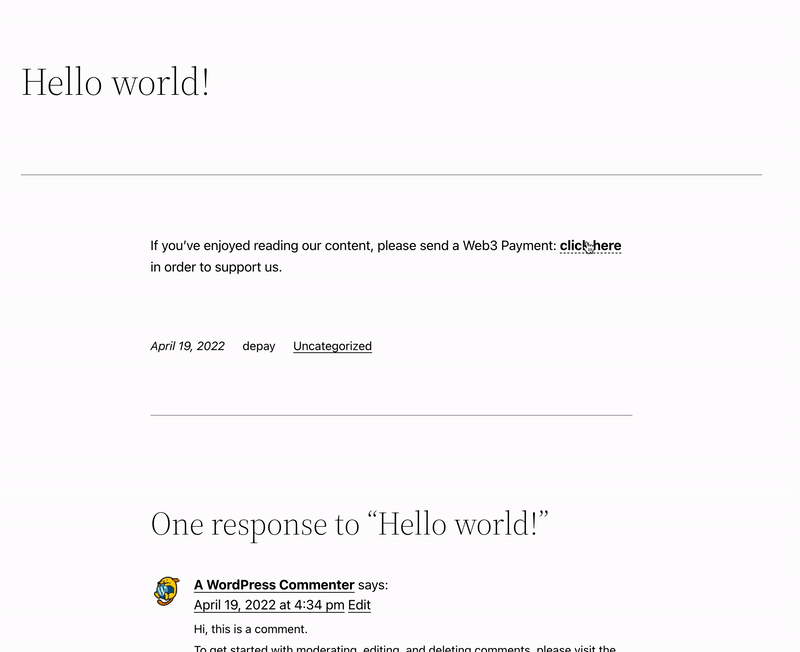 Hello world!
If you’ve enjoyed reading our content, please send a Web3 Payment: click here
in order to support us.
April 19, 2022 depay Uncategorized
One response to “Hello world!”
A WordPress Commenter says:
April 19, 2022 at 4:34 pm Edit
Hi, this is a comment.
To get started with moderating, editing, and deleting comments, please visit the